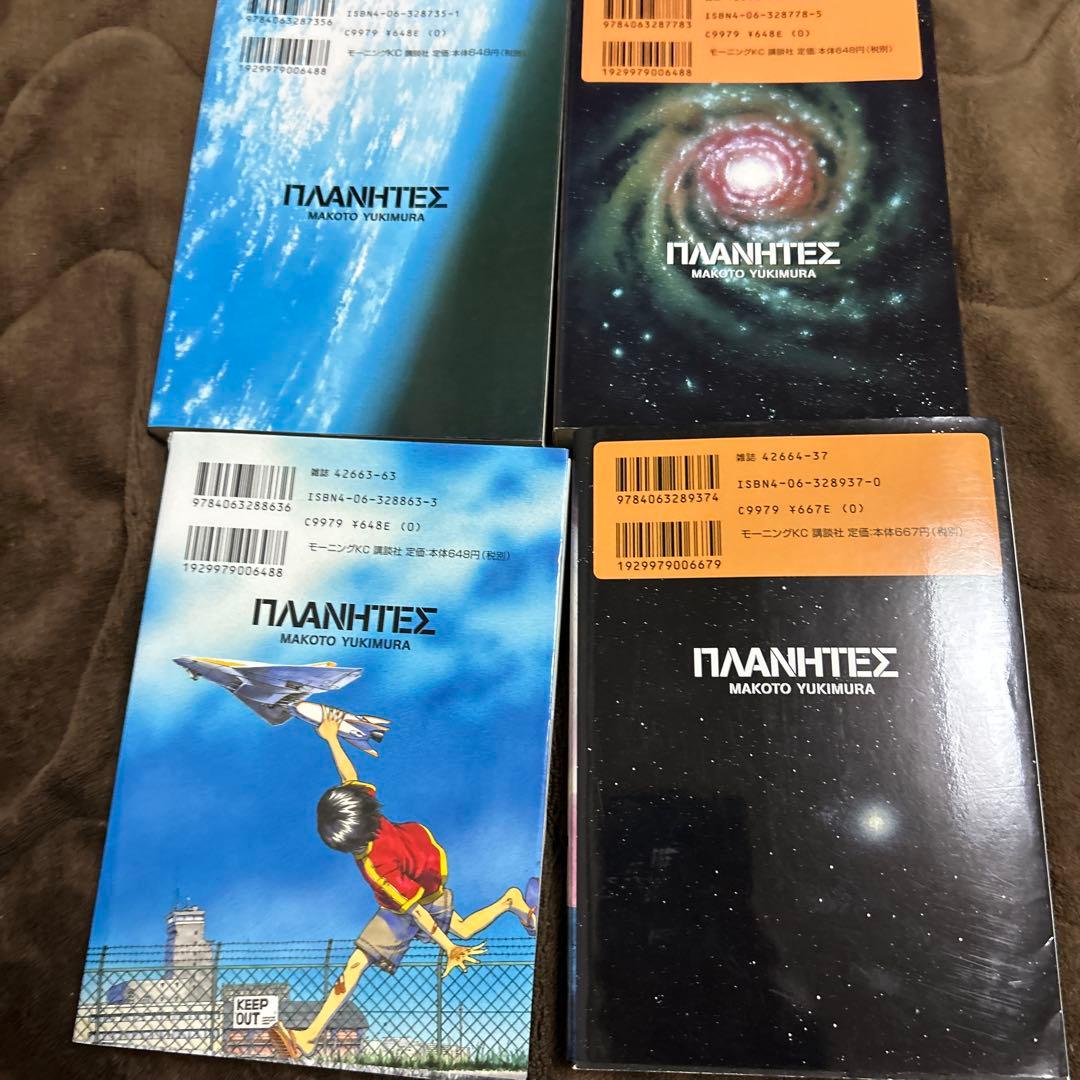 9784063287356
ISBN4-06-328735-1
C9979 ¥648E (0)
モーニングKC 講談社 定価:本体648円(税別)
1929979006488
ΠΛΑΝΗΤΕΣ
MAKOTO YUKIMURA
9784063287783
ISBN4-06-328778-5
C9979 ¥648E (0)
モーニングKC 講談社 定価:本体648円(税別)
1929979006488
ΠΛΑΝΗΤΕΣ
MAKOTO YUKIMURA
9784063288636
雑誌 42663-63
ISBN4-06-328863-3
C9979 ¥648E (0)
モーニングKC 講談社 定価:本体648円(税別)
1929979006488
ΠΛΑΝΗΤΕΣ
MAKOTO YUKIMURA
KEEP
OUT
9784063289374
雑誌 42664-37
ISBN4-06-328937-0
C9979 ¥667E (0)
モーニングKC 講談社 定価:本体667円(税別)
1929979006679
ΠΛΑΝΗΤΕΣ
MAKOTO YUKIMURA